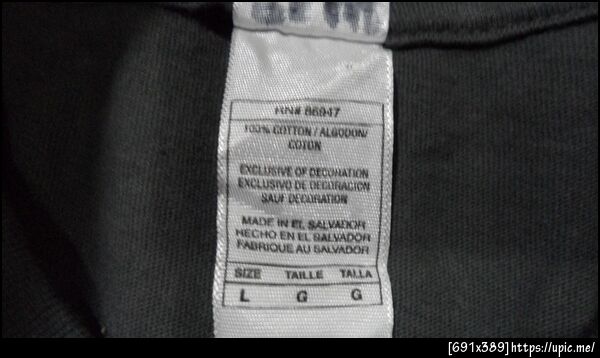 RN# 86947
100% COTTON / ALGODON/
COTON
EXCLUSIVE OF DECORATION
EXCLUSIVO DE DECORACION
SAUF DECORATION
MADE IN EL SALVADOR
HECHO EN EL SALVADOR
FABRIQUE AU SALVADOR
SIZE TAILLE TALLA
L G G
[691x389]https://upic.me/